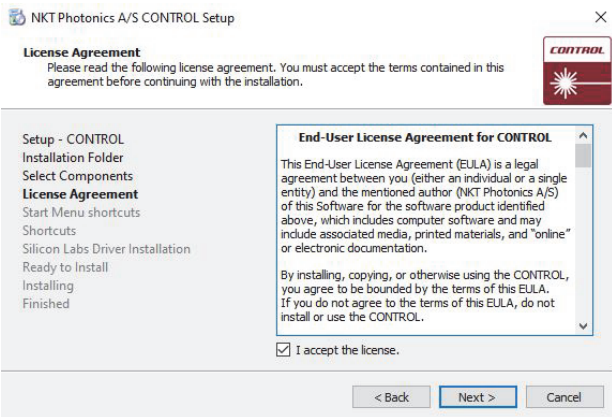 NKT Photonics A/S CONTROL Setup
License Agreement
Please read the following license agreement. You must accept the terms contained in this
agreement before continuing with the installation.
CONTROL
Setup - CONTROL
Installation Folder
Select Components
License Agreement
Start Menu shortcuts
Shortcuts
Silicon Labs Driver Installation
Ready to Install
Installing
Finished
End-User License Agreement for CONTROL
This End-User License Agreement (EULA) is a legal
agreement between you (either an individual or a single
entity) and the mentioned author (NKT Photonics A/S)
of this Software for the software product identified
above, which includes computer software and may
include associated media, printed materials, and “online”
or electronic documentation.
By installing, copying, or otherwise using the CONTROL,
you agree to be bounded by the terms of this EULA.
If you do not agree to the terms of this EULA, do not
install or use the CONTROL.
I accept the license.
< Back
Next >
Cancel